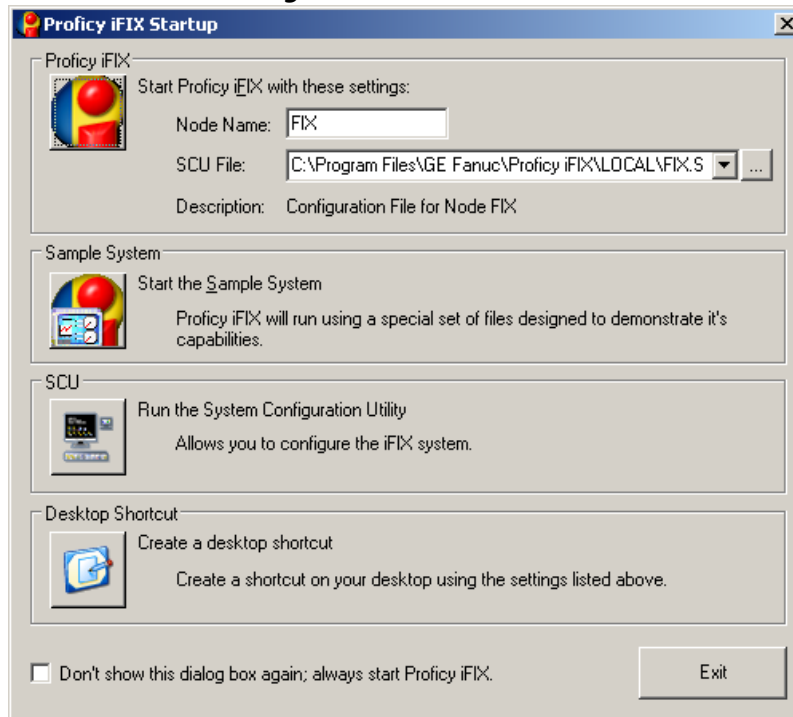 Proficy iFIX Startup
Proficy iFIX
Start Proficy iFIX with these settings:
Node Name: FIX
SCU File: C:\Program Files\GE Fanuc\Proficy iFIX\LOCAL\FIX.S ...
Description: Configuration File for Node FIX
Sample System
Start the Sample System
Proficy iFIX will run using a special set of files designed to demonstrate it's
capabilities.
SCU
Run the System Configuration Utility
Allows you to configure the iFIX system.
Desktop Shortcut
Create a desktop shortcut
Create a shortcut on your desktop using the settings listed above.
Don't show this dialog box again; always start Proficy iFIX.
Exit